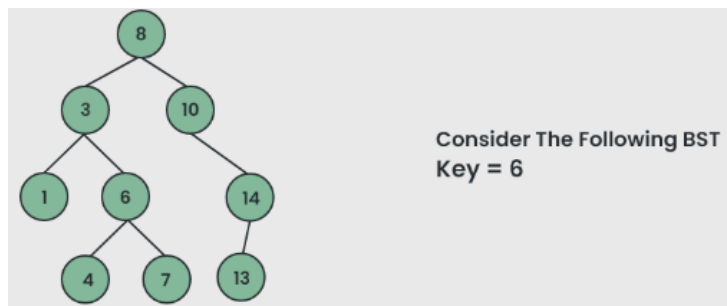 8
3 10
1 6 14
4 7 13
Consider The Following BST
Key = 6